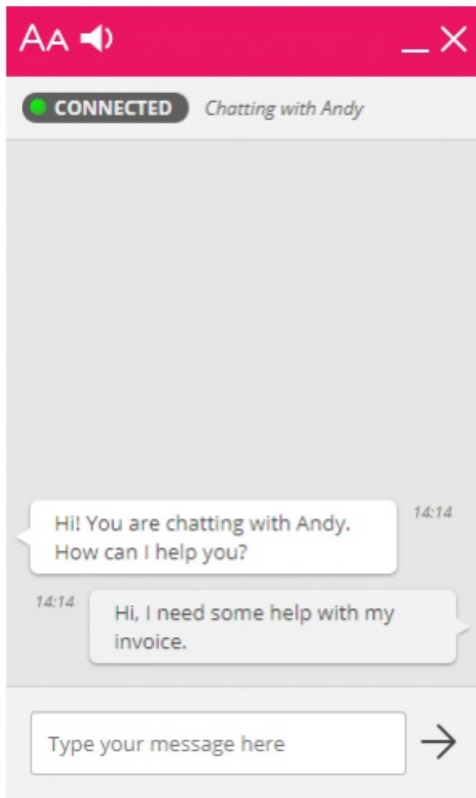 AA
CONNECTED Chatting with Andy
Hi! You are chatting with Andy.
How can I help you?
14:14
14:14
Hi, I need some help with my
invoice.
Type your message here